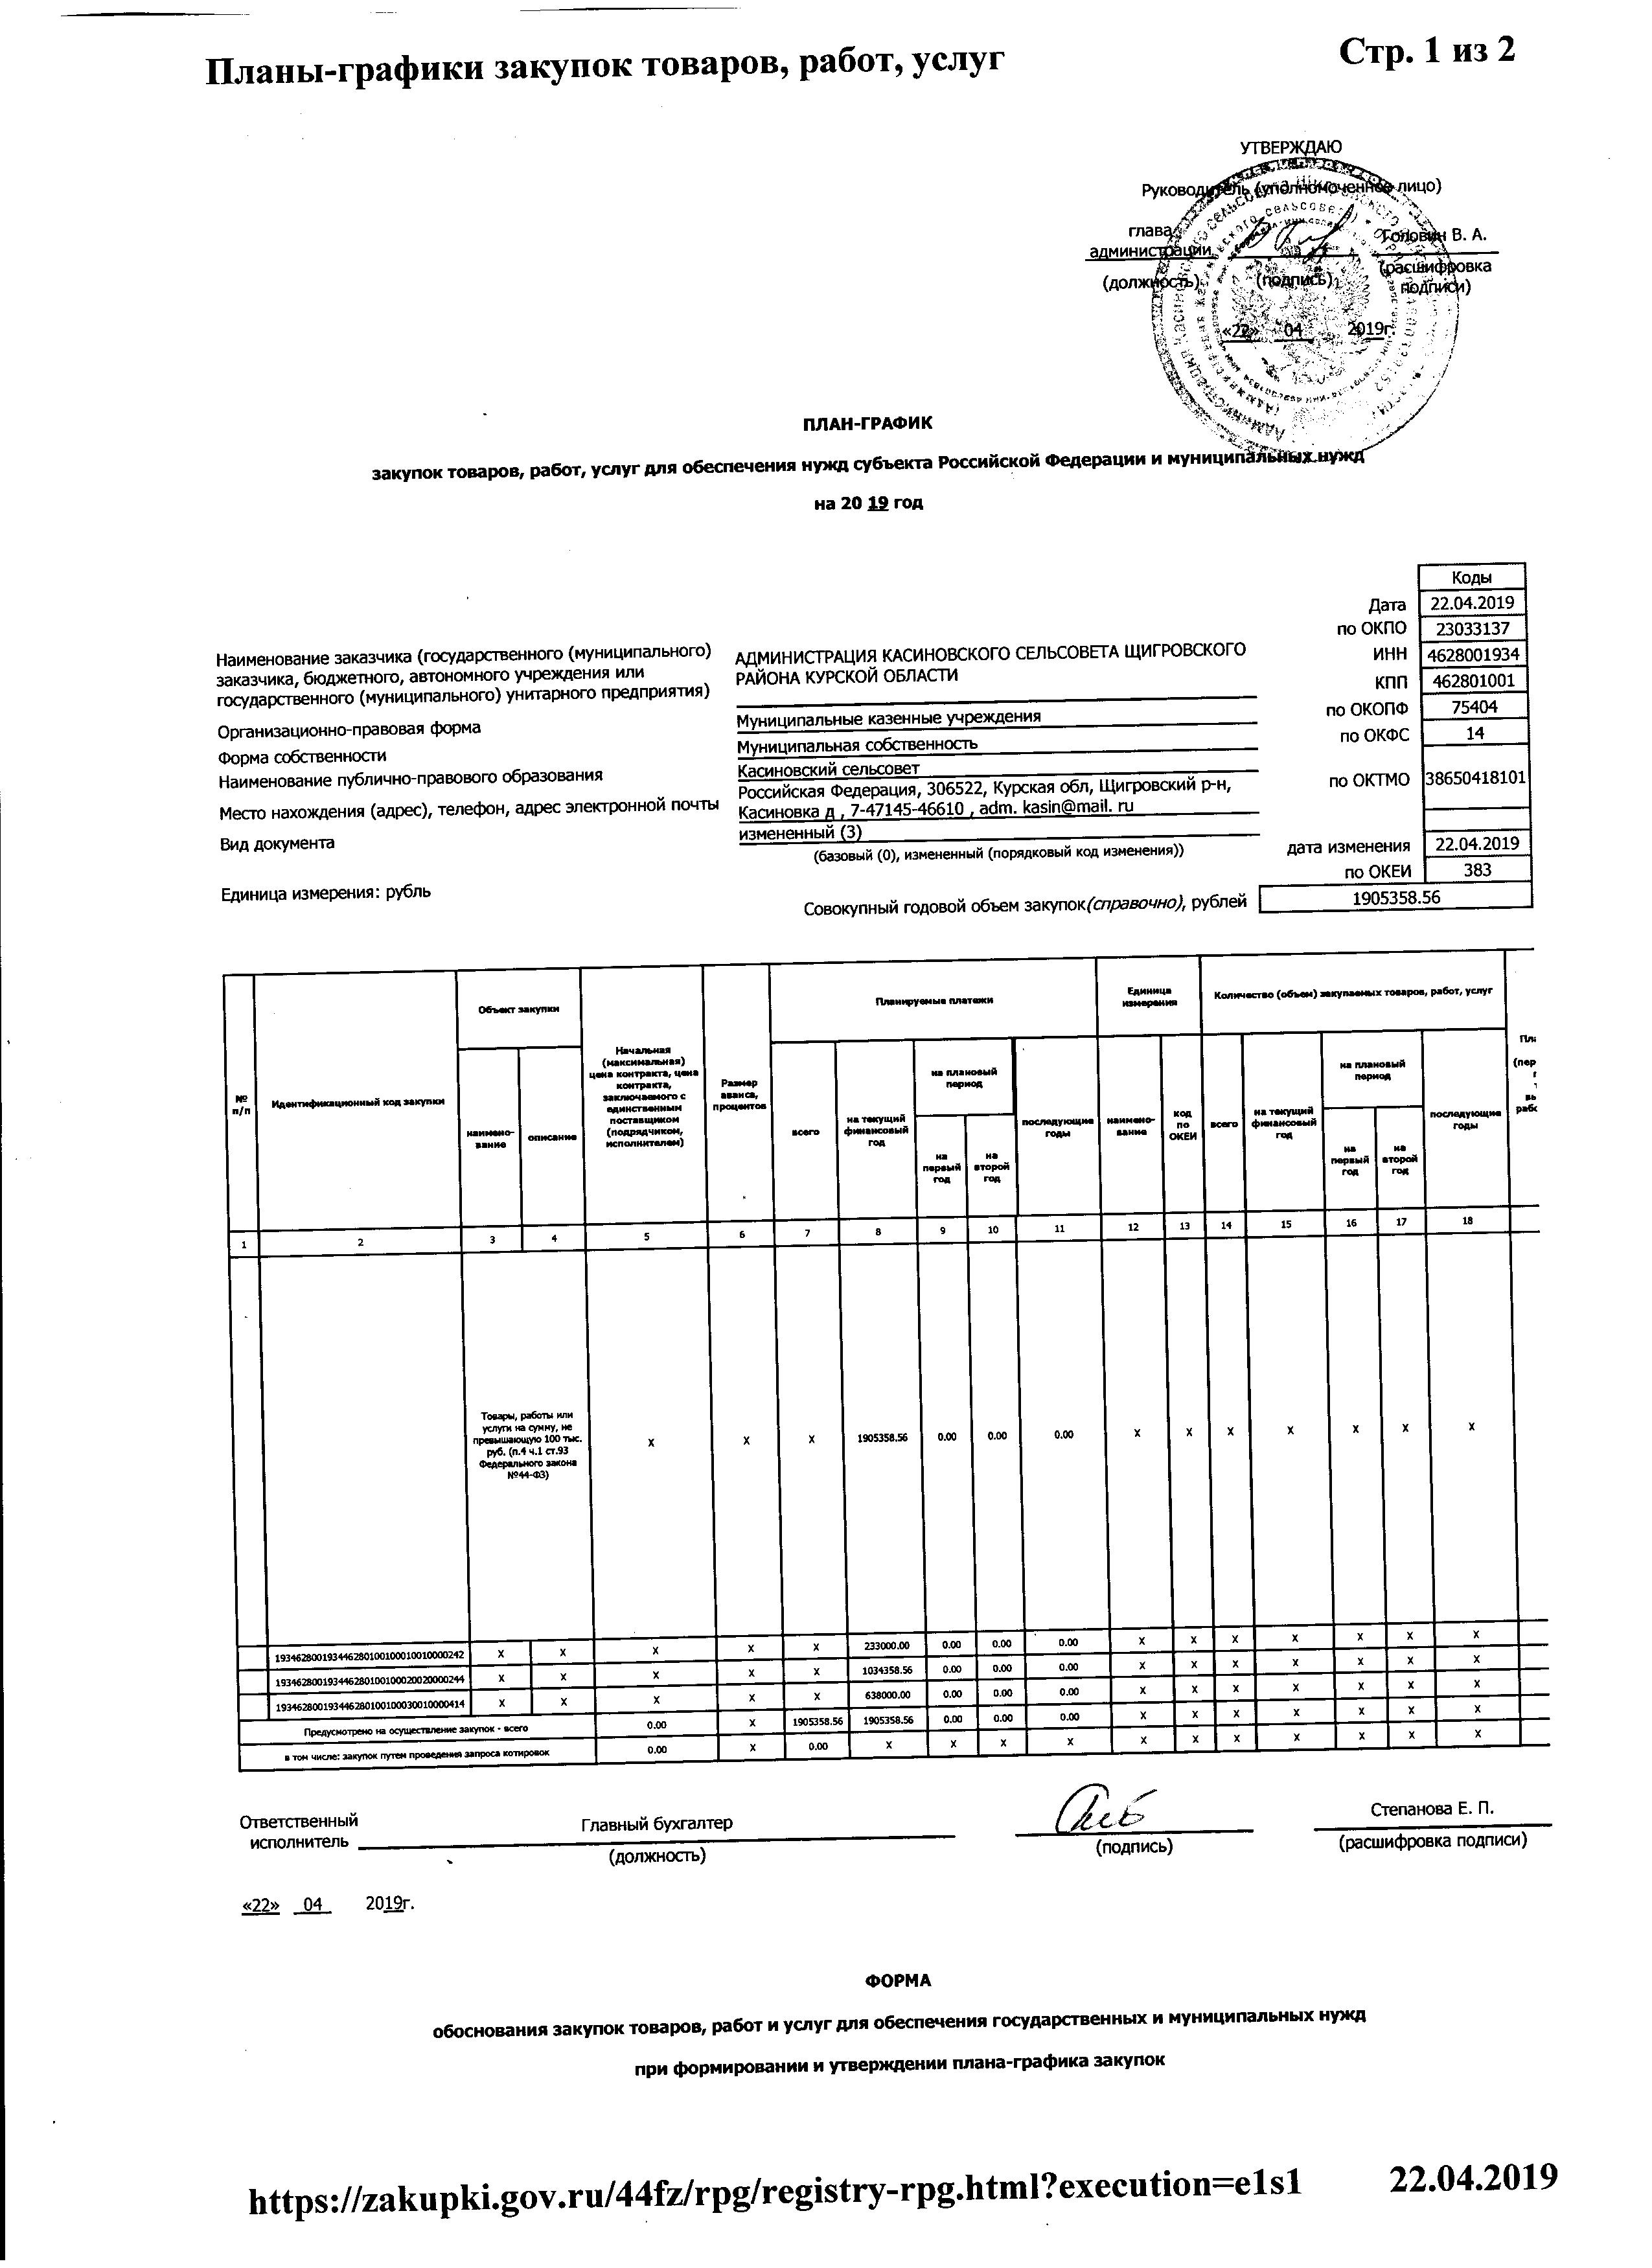 Планы-графики закупок товаров, работ, услуг
Стр. 1 из 2
УТВЕРЖДАЮ
Руководитель (уполномоченное лицо)
глава
администрации
Головин В. А.
(должность)
(подпись)
(расшифровка
подписи)
«22» 04 2019г.
ПЛАН-ГРАФИК
закупок товаров, работ, услуг для обеспечения нужд субъекта Российской Федерации и муниципальных нужд
на 20 19 год
Коды
Дата 22.04.2019
по ОКПО 23033137
Наименование заказчика (государственного (муниципального)
заказчика, бюджетного, автономного учреждения или
государственного (муниципального) унитарного предприятия)
АДМИНИСТРАЦИЯ КАСИНОВСКОГО СЕЛЬСОВЕТА ЩИГРОВСКОГО
РАЙОНА КУРСКОЙ ОБЛАСТИ
ИНН 4628001934
КПП 462801001
Организационно-правовая форма
Муниципальные казенные учреждения
по ОКОПФ 75404
Форма собственности
Муниципальная собственность
по ОКФС 14
Наименование публично-правового образования
Касиновский сельсовет
по ОКТМО 38650418101
Место нахождения (адрес), телефон, адрес электронной почты
Российская Федерация, 306522, Курская обл, Щигровский р-н,
Касиновка д , 7-47145-46610 , adm. kasin@mail. ru
Вид документа
измененный (3)
(базовый (0), измененный (порядковый код изменения))
дата изменения 22.04.2019
по ОКЕИ 383
Единица измерения: рубль
Совокупный годовой объем закупок(справочно), рублей 1905358.56
№
п/п
Идентификационный код закупки
Объект закупки
наимено-
вание
описание
Начальная
(максимальная)
цена контракта, цена
контракта,
заключаемого с
единственным
поставщиком
(подрядчиком,
исполнителем)
Размер
аванса,
процентов
Планируемые платежи
всего
на текущий
финансовый
год
на плановый
период
на
первый
год
на
второй
год
последующие
годы
Единица
измерения
наимено-
вание
код
по
ОКЕИ
Количество (объем) закупаемых товаров, работ, услуг
всего
на текущий
финансовый
год
на плановый
период
на
первый
год
на
второй
год
последующие
годы
1 2 3 4 5 6 7 8 9 10 11 12 13 14 15 16 17 18
Товары, работы или
услуги на сумму, не
превышающую 100 тыс.
руб. (п.4 ч.1 ст.93
Федерального закона
№44-ФЗ)
X X X 1905358.56 0.00 0.00 0.00 X X X X X X X
193462800193446280100100010010000242 X X X X X 233000.00 0.00 0.00 0.00 X X X X X X X
193462800193446280100100020020000244 X X X X X 1034358.56 0.00 0.00 0.00 X X X X X X X
193462800193446280100100030010000414 X X X X X 638000.00 0.00 0.00 0.00 X X X X X X X
Предусмотрено на осуществление закупок - всего 0.00 X 1905358.56 1905358.56 0.00 0.00 0.00 X X X X X X X
в том числе: закупок путем проведения запроса котировок 0.00 X 0.00 X X X X X X X X X X X
Ответственный
исполнитель
Главный бухгалтер
(должность)
(подпись)
Степанова Е. П.
(расшифровка подписи)
«22» 04 2019г.
ФОРМА
обоснования закупок товаров, работ и услуг для обеспечения государственных и муниципальных нужд
при формировании и утверждении плана-графика закупок
https://zakupki.gov.ru/44fz/rpg/registry-rpg.html?execution=e1s1
22.04.2019